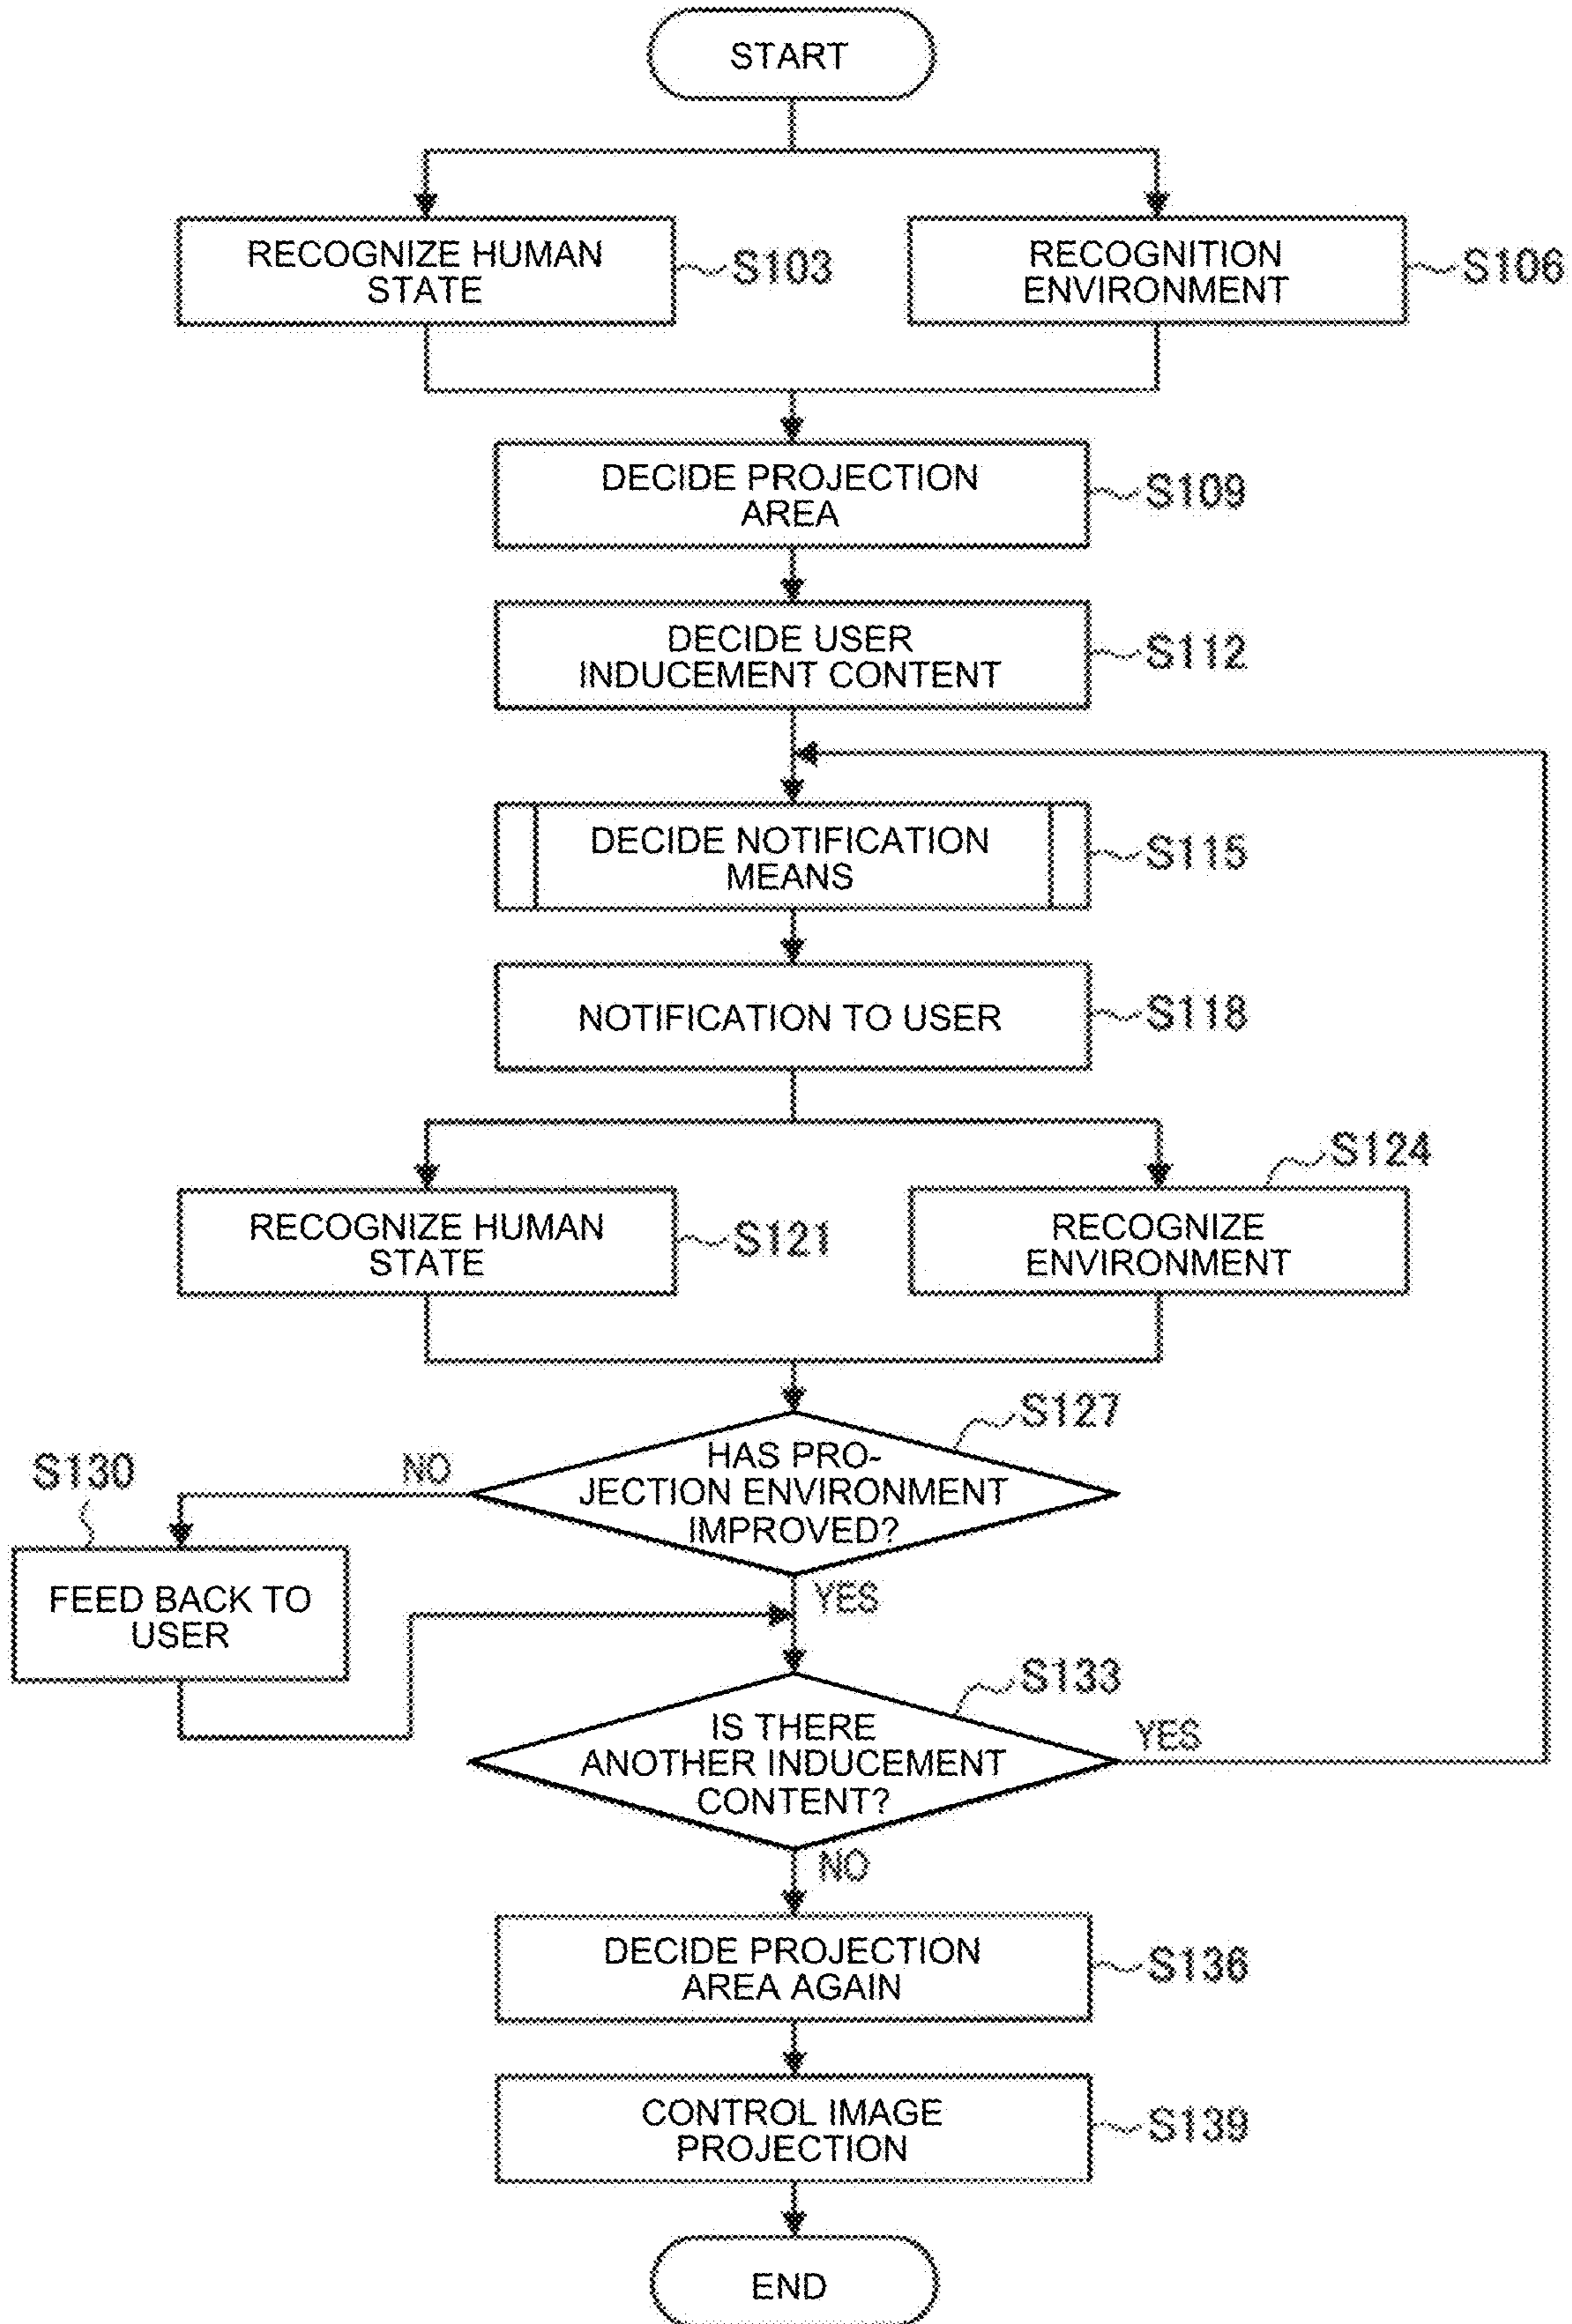 START
RECOGNIZE HUMAN
STATE
S103
RECOGNITION
ENVIRONMENT
S106
DECIDE PROJECTION
AREA
S109
DECIDE USER
INDUCEMENT CONTENT
S112
DECIDE NOTIFICATION
MEANS
S115
NOTIFICATION TO USER
S118
RECOGNIZE HUMAN
STATE
S121
RECOGNIZE
ENVIRONMENT
S124
HAS PRO-
JECTION ENVIRONMENT
IMPROVED?
S127
NO
YES
S130
FEED BACK TO
USER
IS THERE
ANOTHER INDUCEMENT
CONTENT?
S133
YES
NO
DECIDE PROJECTION
AREA AGAIN
S136
CONTROL IMAGE
PROJECTION
S139
END